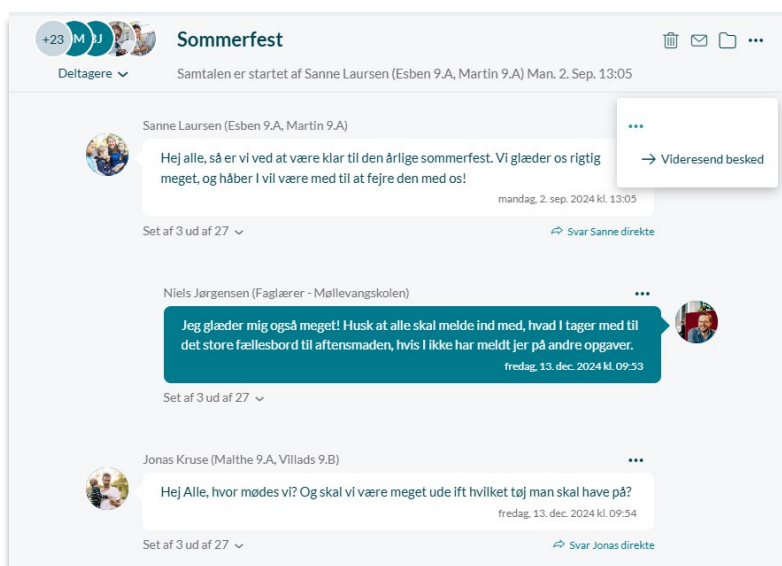 +23 M BJ
Sommerfest
Deltagere
Samtalen er startet af Sanne Laursen (Esben 9.A, Martin 9.A) Man. 2. Sep. 13:05
Sanne Laursen (Esben 9.A, Martin 9.A)
Videresend besked
Hej alle, så er vi ved at være klar til den årlige sommerfest. Vi glæder os rigtig
meget, og håber I vil være med til at fejre den med os!
mandag, 2. sep. 2024 kl. 13:05
Set af 3 ud af 27
Svar Sanne direkte
Niels Jørgensen (Faglærer - Møllevangskolen)
Jeg glæder mig også meget! Husk at alle skal melde ind med, hvad I tager med til
det store fællesbord til aftensmaden, hvis I ikke har meldt jer på andre opgaver.
fredag, 13. dec. 2024 kl. 09:53
Set af 3 ud af 27
Jonas Kruse (Malthe 9.A, Villads 9.B)
Hej Alle, hvor mødes vi? Og skal vi være meget ude ift hvilket tøj man skal have på?
fredag, 13. dec. 2024 kl. 09:54
Set af 3 ud af 27
Svar Jonas direkte